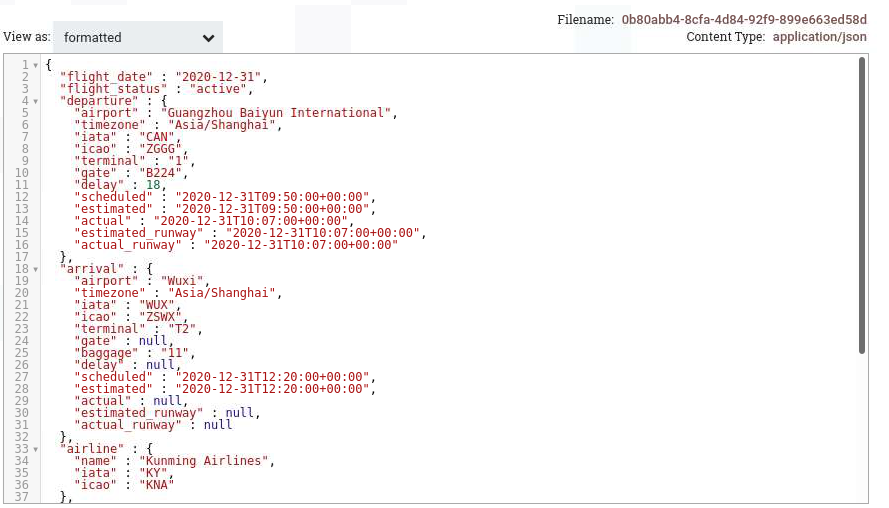 Filename: 0b80abb4-8cfa-4d84-92f9-899e663ed58d
View as: formatted
Content Type: application/json
1 {
2 "flight_date" : "2020-12-31",
3 "flight_status" : "active",
4 "departure" : {
5 "airport" : "Guangzhou Baiyun International",
6 "timezone" : "Asia/Shanghai",
7 "iata" : "CAN",
8 "icao" : "ZGGG",
9 "terminal" : "1",
10 "gate" : "B224",
11 "delay" : 18,
12 "scheduled" : "2020-12-31T09:50:00+00:00",
13 "estimated" : "2020-12-31T09:50:00+00:00",
14 "actual" : "2020-12-31T10:07:00+00:00",
15 "estimated_runway" : "2020-12-31T10:07:00+00:00",
16 "actual_runway" : "2020-12-31T10:07:00+00:00"
17 },
18 "arrival" : {
19 "airport" : "Wuxi",
20 "timezone" : "Asia/Shanghai",
21 "iata" : "WUX",
22 "icao" : "ZSWX",
23 "terminal" : "T2",
24 "gate" : null,
25 "baggage" : "11",
26 "delay" : null,
27 "scheduled" : "2020-12-31T12:20:00+00:00",
28 "estimated" : "2020-12-31T12:20:00+00:00",
29 "actual" : null,
30 "estimated_runway" : null,
31 "actual_runway" : null
32 },
33 "airline" : {
34 "name" : "Kunming Airlines",
35 "iata" : "KY",
36 "icao" : "KNA"
37 },